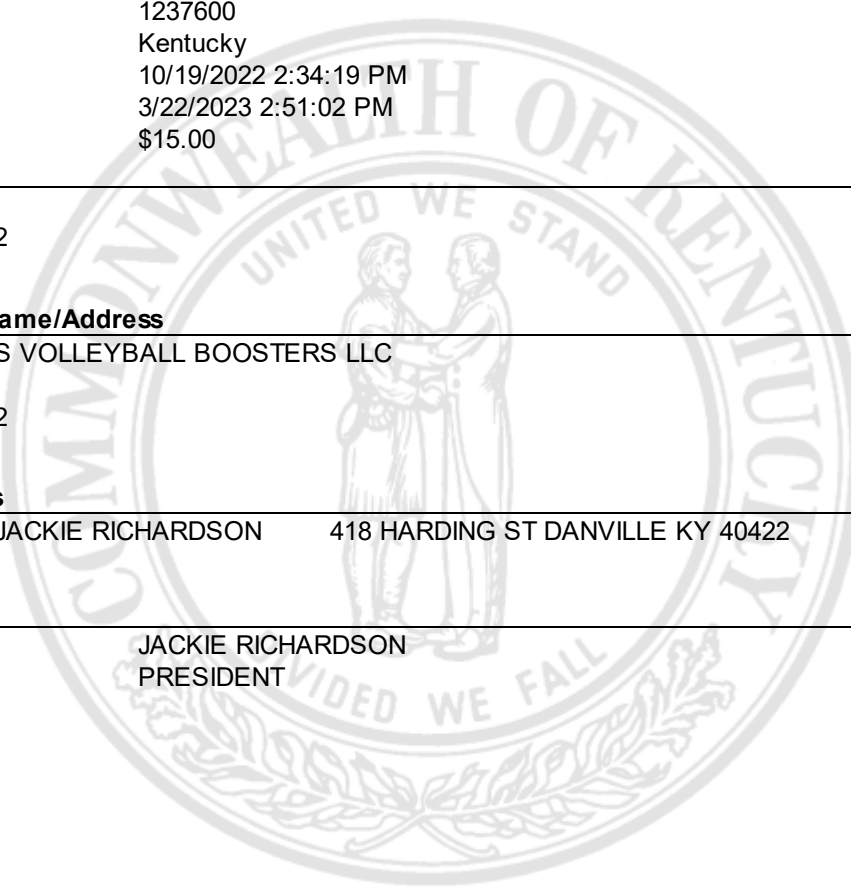 1237600
Kentucky
10/19/2022 2:34:19 PM
3/22/2023 2:51:02 PM
$15.00
2
ame/Address
S VOLLEYBALL BOOSTERS LLC
2
s
JACKIE RICHARDSON 418 HARDING ST DANVILLE KY 40422
JACKIE RICHARDSON
PRESIDENT
COMMONWEALTH OF KENTUCKY
UNITED WE STAND
DIVIDED WE FALL